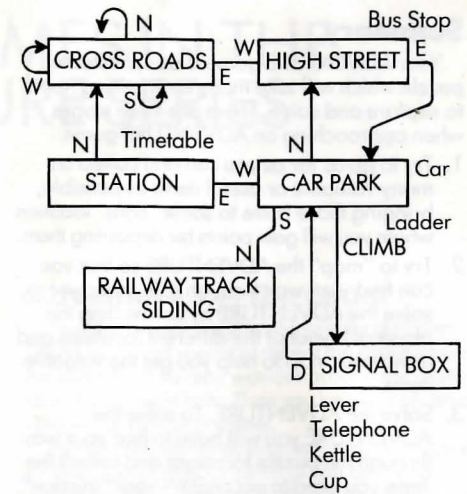 Bus Stop
N
CROSS ROADS W HIGH STREET E
W E
S
N Timetable N Car
STATION W CAR PARK
E
S Ladder
N CLIMB
RAILWAY TRACK
SIDING
D SIGNAL BOX
Lever
Telephone
Kettle
Cup